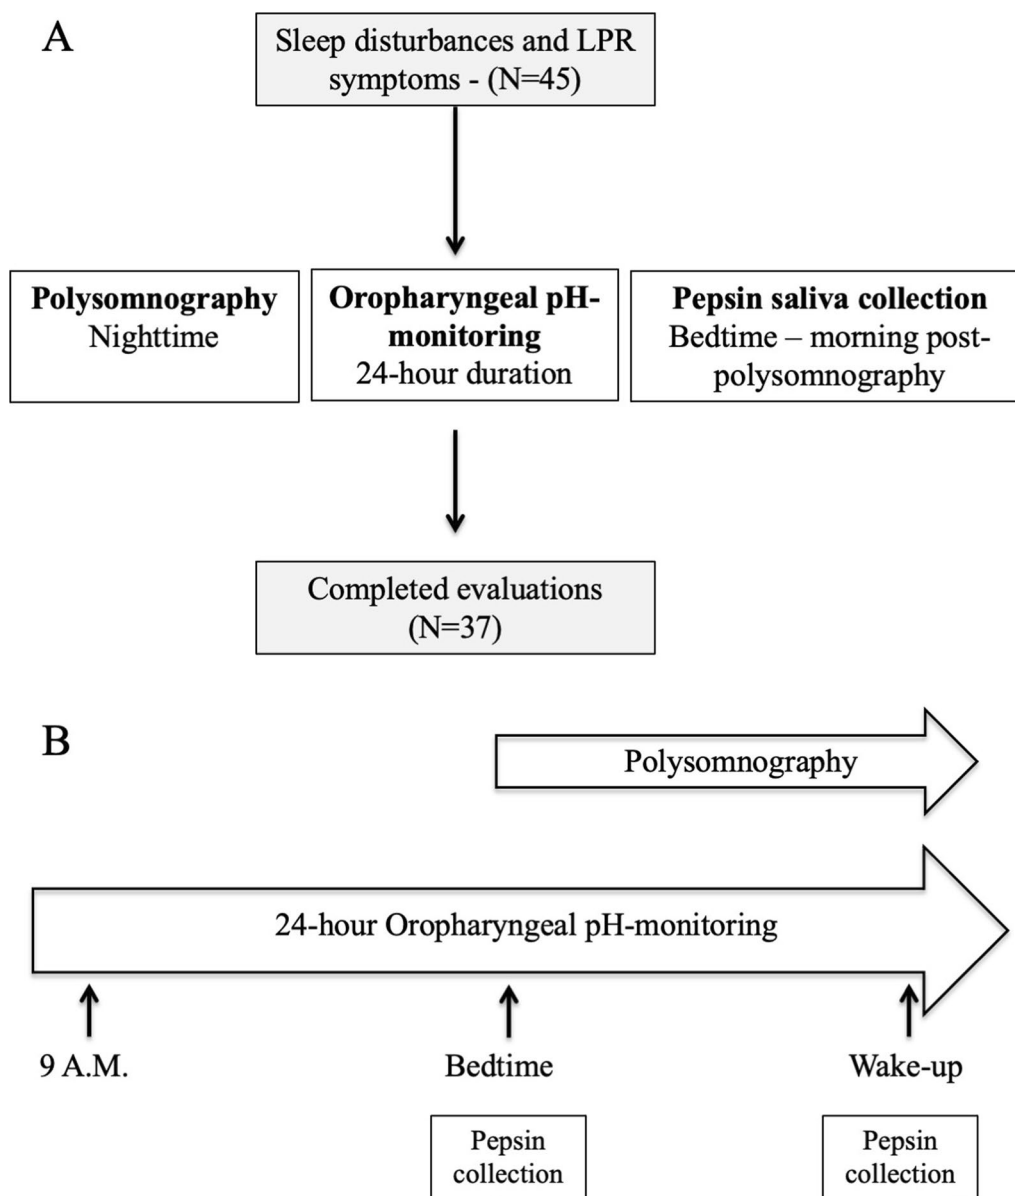 A
Sleep disturbances and LPR
symptoms - (N=45)
Polysomnography
Nighttime
Oropharyngeal pH-
monitoring
24-hour duration
Pepsin saliva collection
Bedtime – morning post-
polysomnography
Completed evaluations
(N=37)
B
Polysomnography
24-hour Oropharyngeal pH-monitoring
9 A.M.
Bedtime
Wake-up
Pepsin
collection
Pepsin
collection